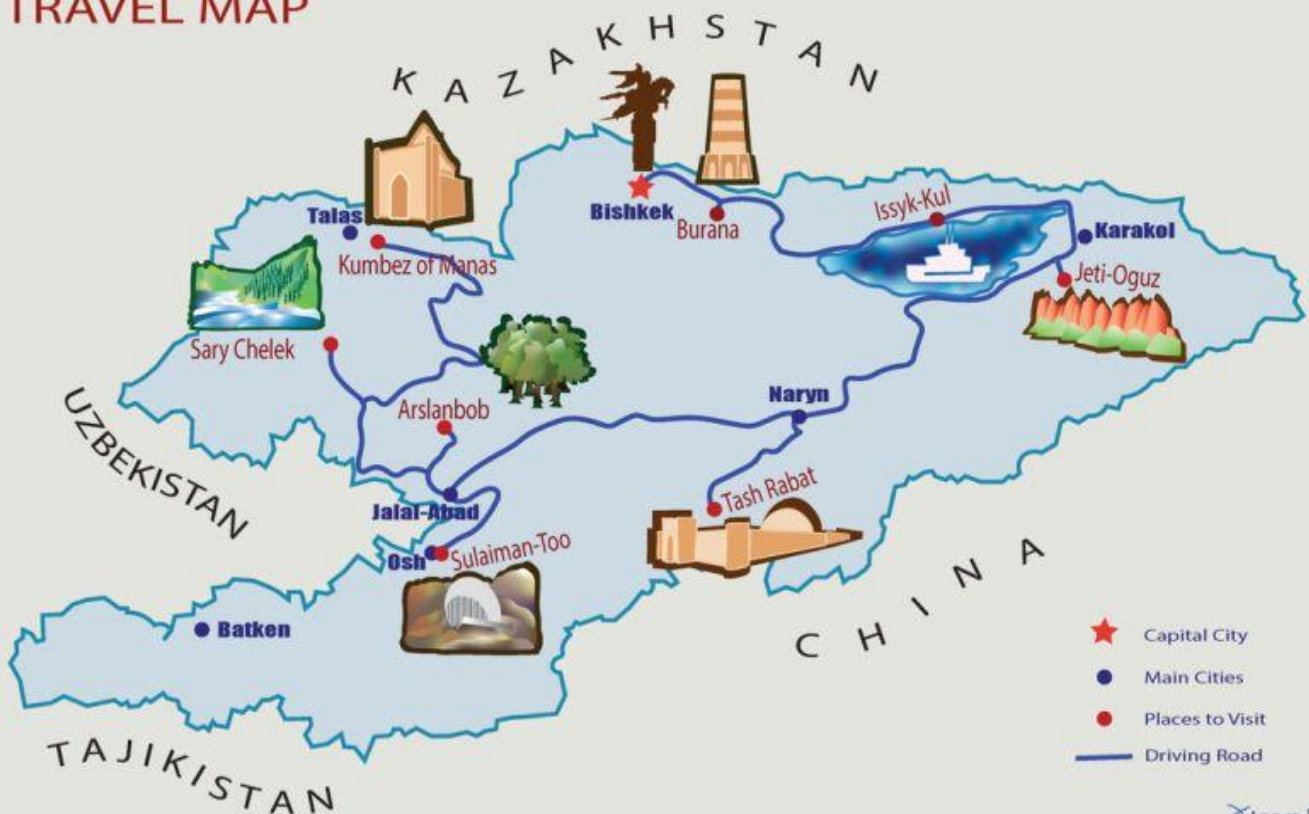 TRAVEL MAP
KAZAKHSTAN
Talas
Bishkek
Issyk-Kul
Burana
Karakol
Kumbez of Manas
Jeti-Oguz
Sary Chelek
Naryn
Arslanbob
UZBEKISTAN
Tash Rabat
Jalal-Abad
Osh
Sulaiman-Too
CHINA
Batken
TAJIKISTAN
Capital City
Main Cities
Places to Visit
Driving Road